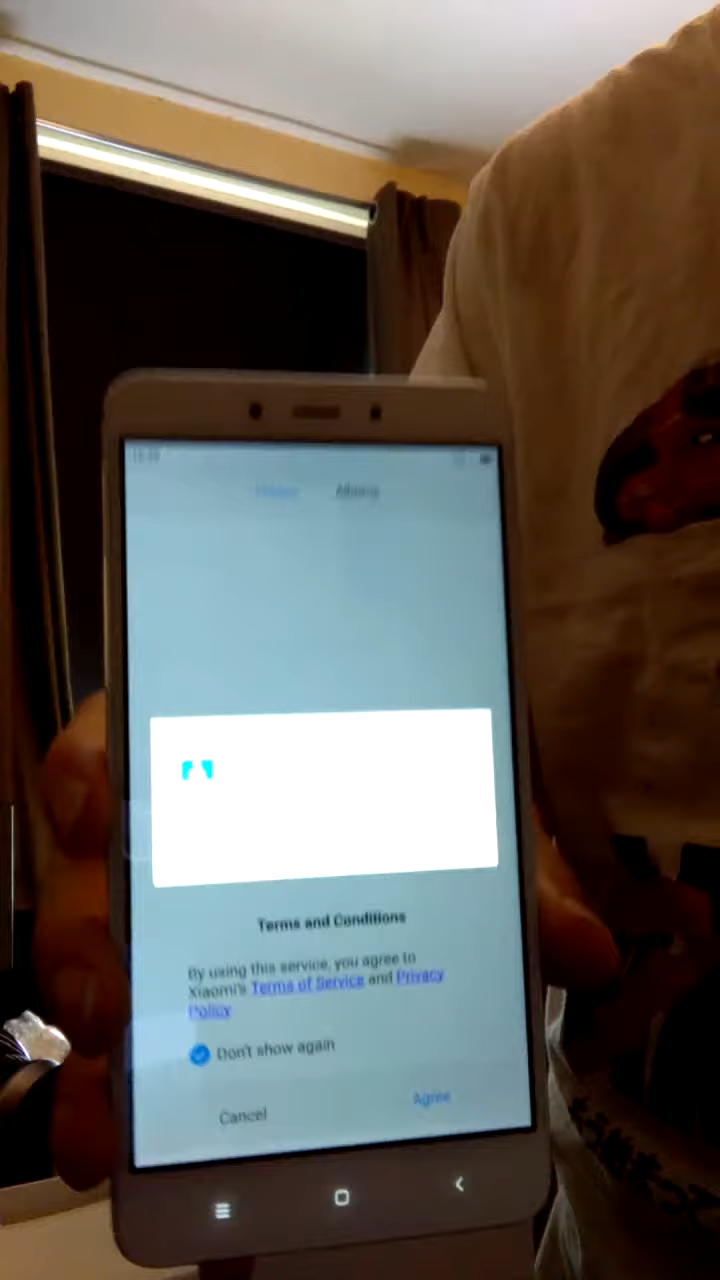 Terms and Conditions
By using this service, you agree to
Xiaomi's Terms of Service and Privacy
Policy
Don't show again
Cancel
Agree